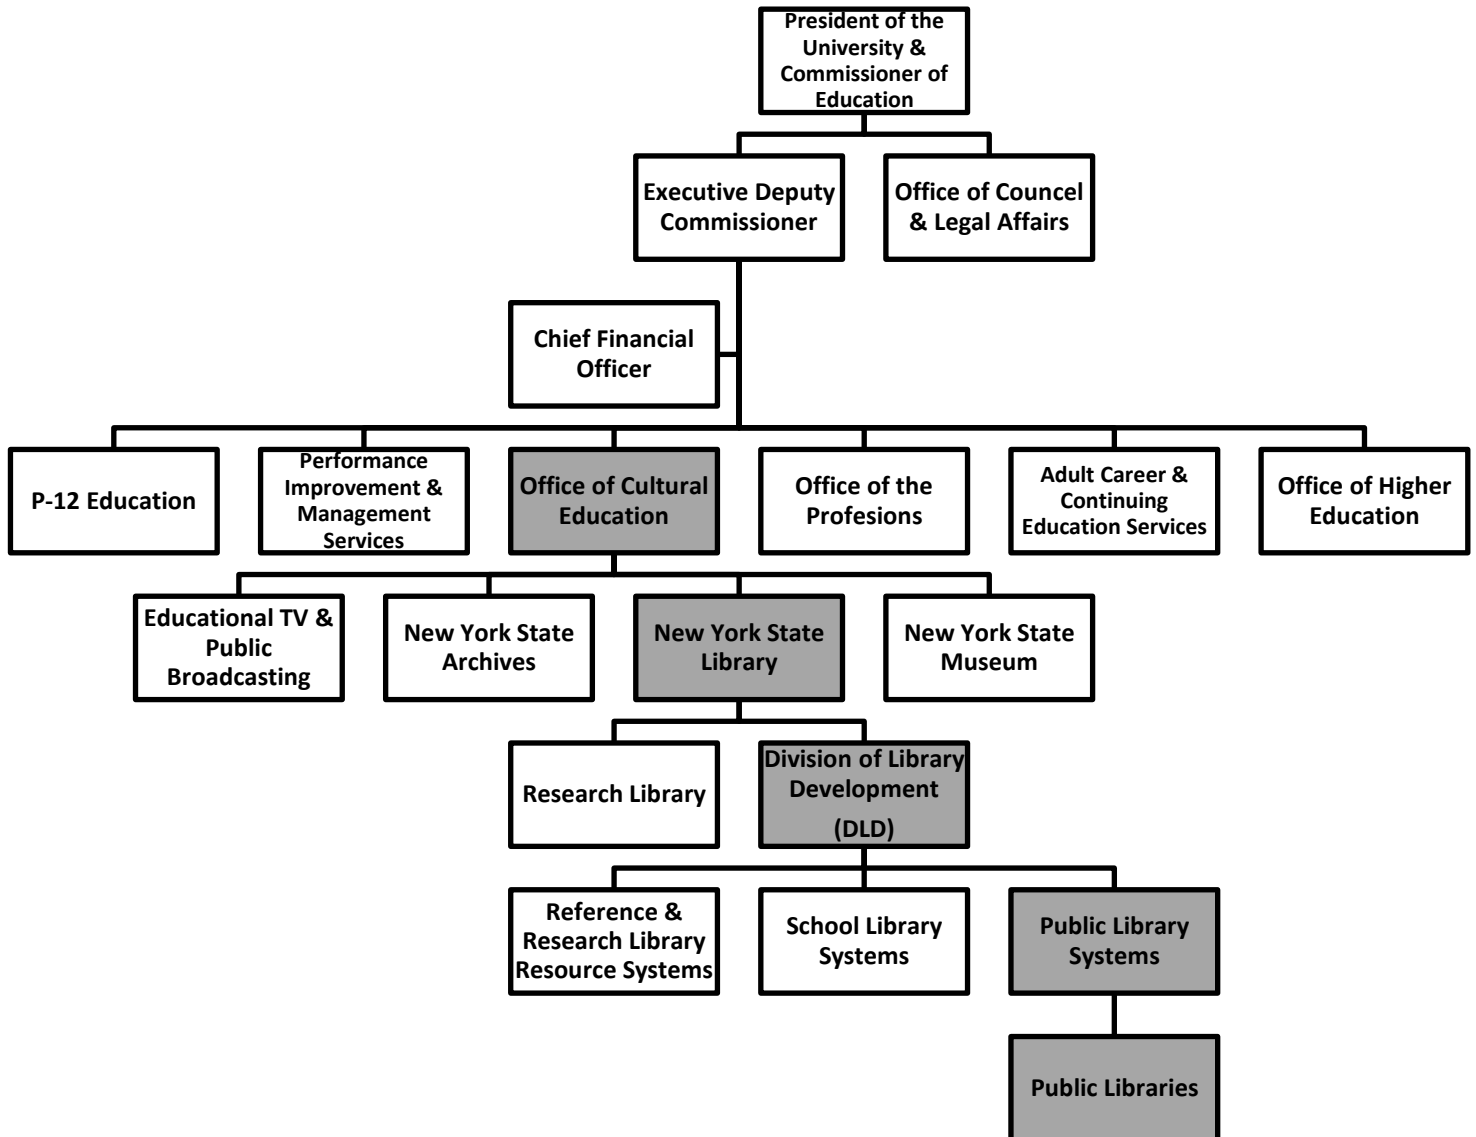 President of the
University &
Commissioner of
Education
Executive Deputy
Commissioner
Office of Councel
& Legal Affairs
Chief Financial
Officer
P-12 Education
Performance
Improvement &
Management
Services
Office of Cultural
Education
Office of the
Profesions
Adult Career &
Continuing
Education Services
Office of Higher
Education
Educational TV &
Public
Broadcasting
New York State
Archives
New York State
Library
New York State
Museum
Research Library
Division of Library
Development
(DLD)
Reference &
Research Library
Resource Systems
School Library
Systems
Public Library
Systems
Public Libraries